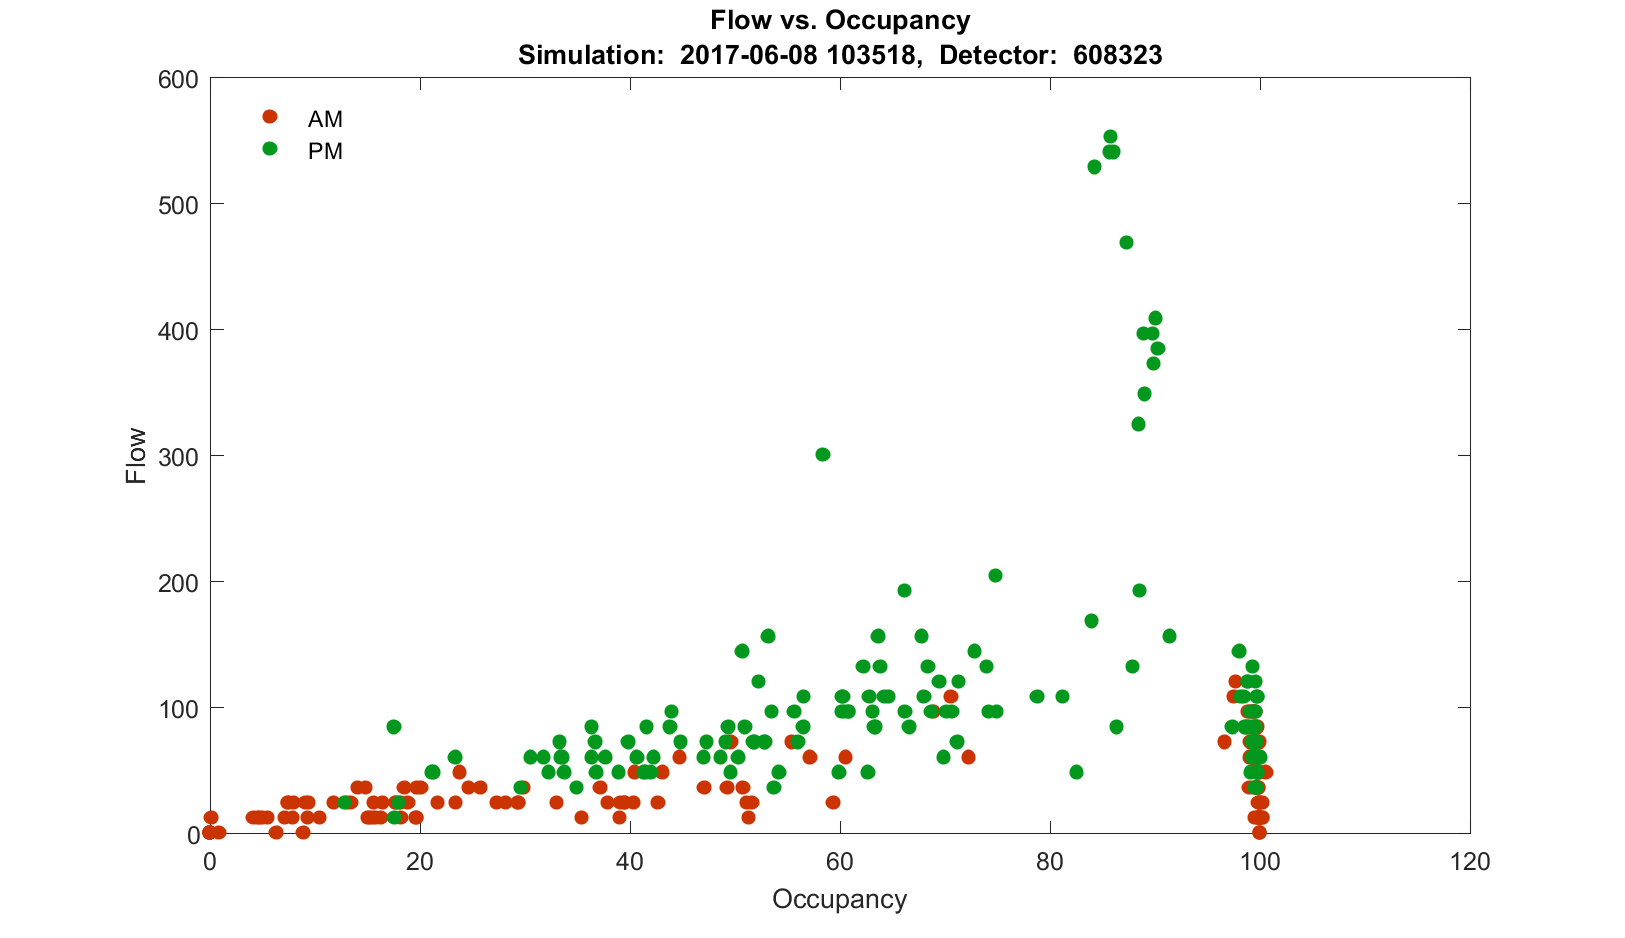 Flow vs. Occupancy
Simulation:  2017-06-08 103518,  Detector:  608323
600
AM
PM
500
400
Flow
300
200
100
0
0 20 40 60 80 100 120
Occupancy